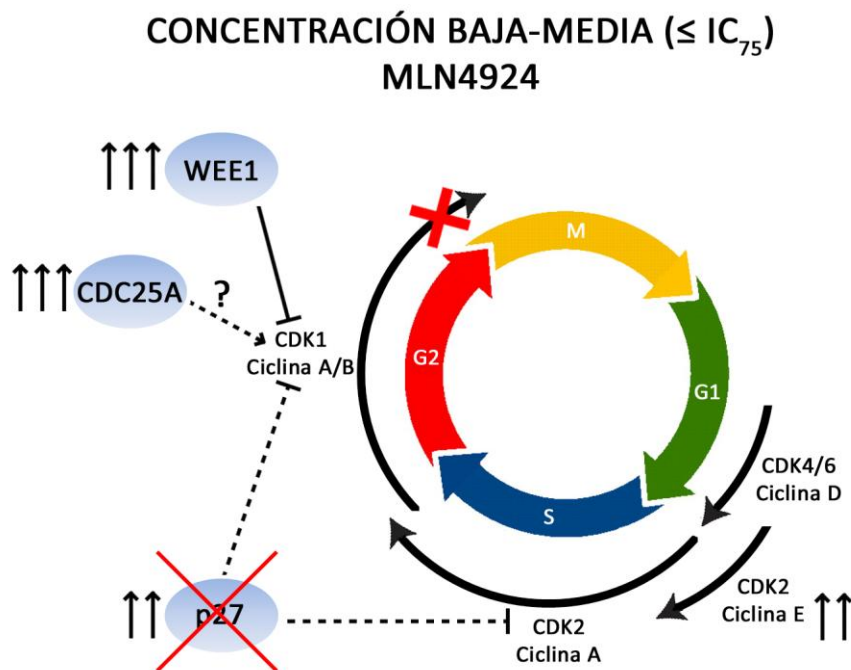 CONCENTRACIÓN BAJA-MEDIA (≤ IC75)
MLN4924
WEE1
CDC25A
?
CDK1
Ciclina A/B
M
G2
G1
S
CDK4/6
Ciclina D
CDK2
Ciclina E
p27
CDK2
Ciclina A